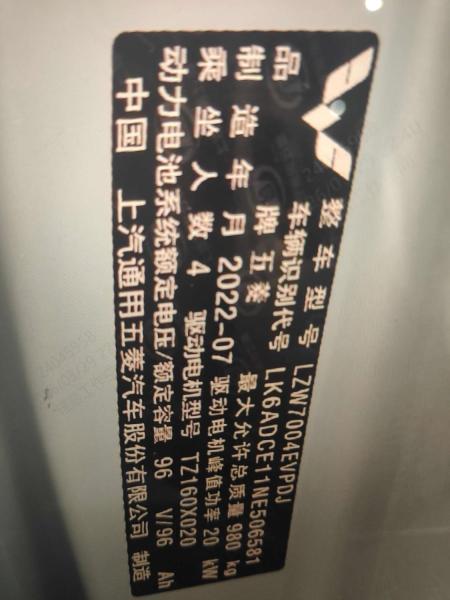 整车型号 LZW7004EVPDJ
车辆识别代号 LK6ADCE11NE506581
品牌 五菱 最大允许总质量 980 kg
制造年月 2022-07 驱动电机峰值功率 20 kW
乘坐人数 4 驱动电机型号 TZ160X020
动力电池系统额定电压/额定容量 96 V/96 Ah
中国 上汽通用五菱汽车股份有限公司 制造